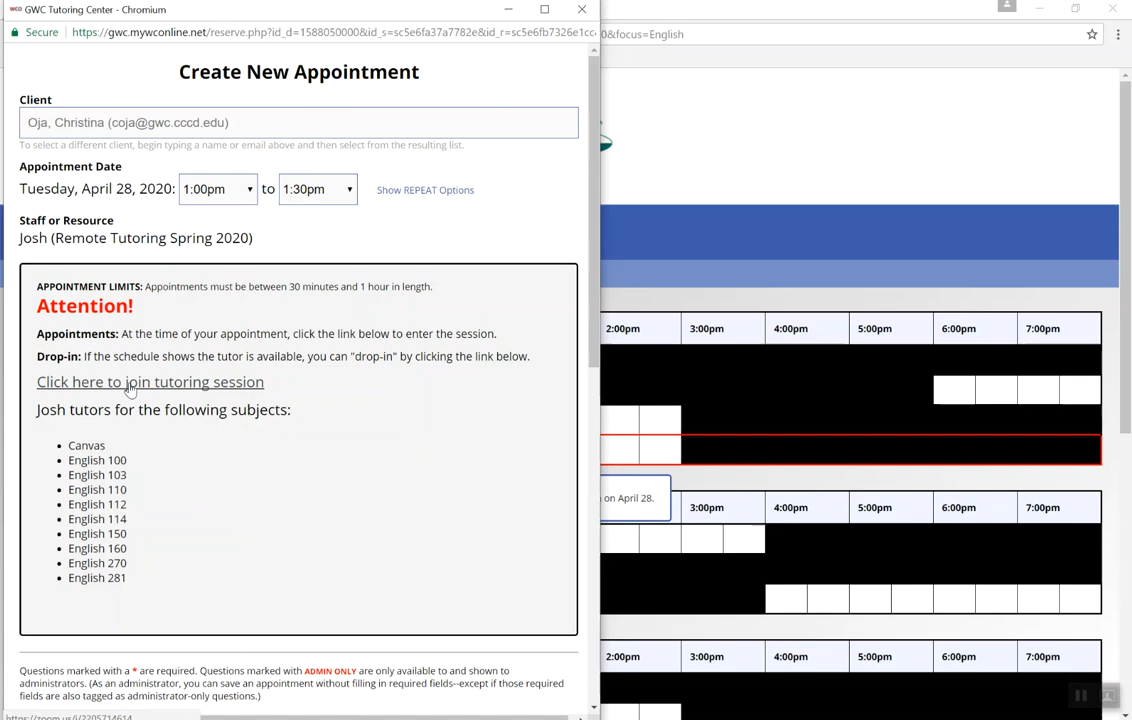 GWC Tutoring Center - Chromium
Secure https://gwc.mywconline.net/reserve.php?id_d=1588050000&id_s=sc5e6fa37a7782e&id_r=sc5e6fb7326e1cc
0&focus=English
Create New Appointment
Client
Oja, Christina (coja@gwc.cccd.edu)
To select a different client, begin typing a name or email above and then select from the resulting list.
Appointment Date
Tuesday, April 28, 2020: 1:00pm to 1:30pm Show REPEAT Options
Staff or Resource
Josh (Remote Tutoring Spring 2020)
APPOINTMENT LIMITS: Appointments must be between 30 minutes and 1 hour in length.
Attention!
Appointments: At the time of your appointment, click the link below to enter the session.
Drop-in: If the schedule shows the tutor is available, you can "drop-in" by clicking the link below.
Click here to join tutoring session
Josh tutors for the following subjects:
• Canvas
• English 100
• English 103
• English 110
• English 112
• English 114
• English 150
• English 160
• English 270
• English 281
Questions marked with a * are required. Questions marked with ADMIN ONLY are only available to and shown to
administrators. (As an administrator, you can save an appointment without filling in required fields--except if those required
fields are also tagged as administrator-only questions.)
https://zoom.us/j/2205714614
2:00pm 3:00pm 4:00pm 5:00pm 6:00pm 7:00pm
on April 28.
3:00pm 4:00pm 5:00pm 6:00pm 7:00pm
2:00pm 3:00pm 4:00pm 5:00pm 6:00pm 7:00pm